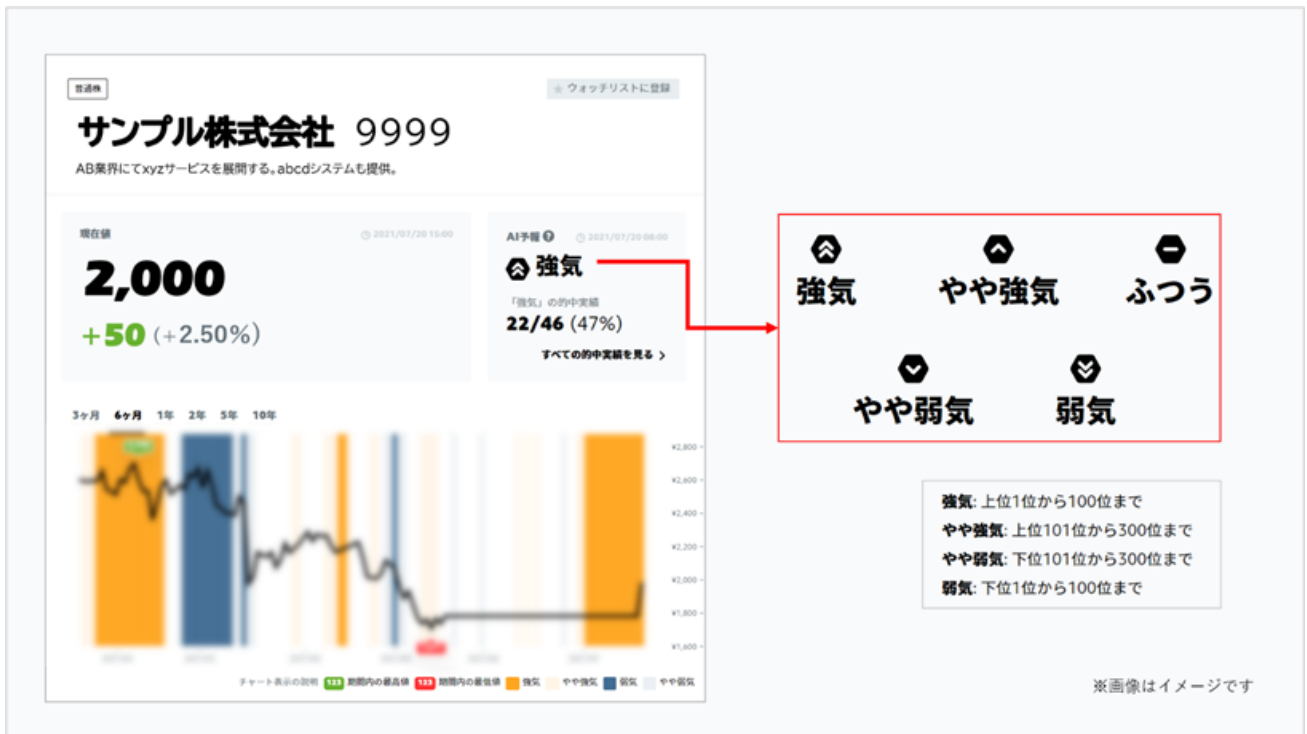 普通株
★ ウォッチリストに登録
サンプル株式会社 9999
AB業界にてxyzサービスを展開する。abcdシステムも提供。
現在値
2021/07/20 15:00
2,000
+50 (+2.50%)
AI予報 ?
2021/07/20 08:00
強気
「強気」の的中実績
22/46 (47%)
すべての的中実績を見る >
3ヶ月 6ヶ月 1年 2年 5年 10年
¥2,800
¥2,600
¥2,400
¥2,200
¥2,000
¥1,800
¥1,600
チャート表示の説明 123 期間内の最高値 123 期間内の最低値 強気 やや強気 弱気 やや弱気
強気 やや強気 ふつう
やや弱気 弱気
強気: 上位1位から100位まで
やや強気: 上位101位から300位まで
やや弱気: 下位101位から300位まで
弱気: 下位1位から100位まで
※画像はイメージです